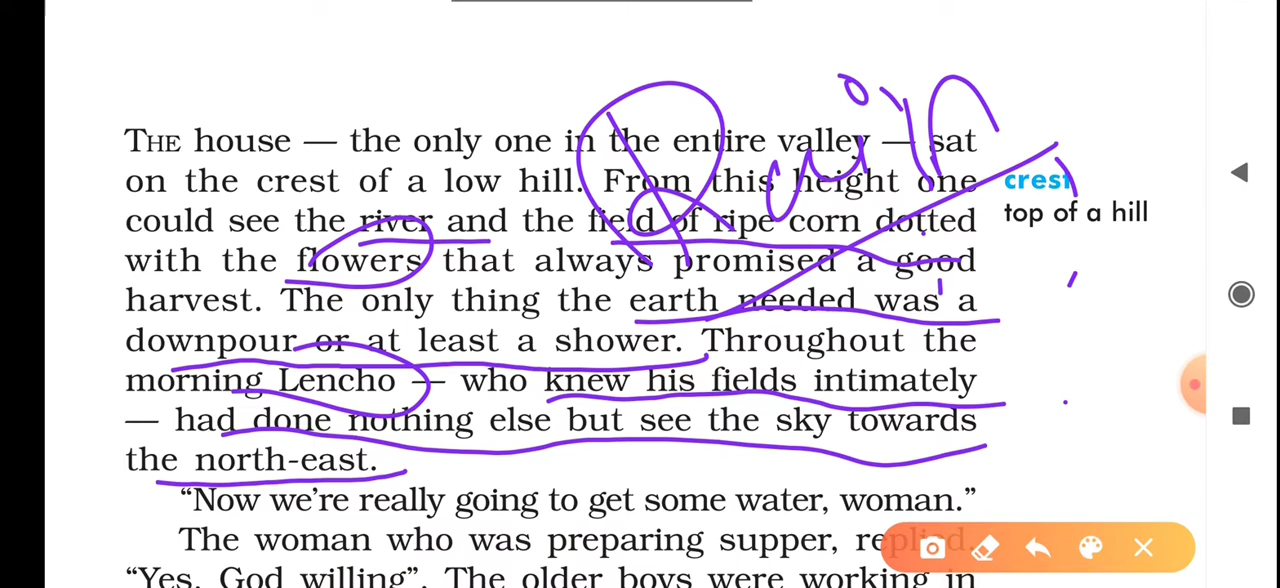 THE house — the only one in the entire valley — sat
on the crest of a low hill. From this height one
could see the river and the field of ripe corn dotted
with the flowers that always promised a good
harvest. The only thing the earth needed was a
downpour or at least a shower. Throughout the
morning Lencho — who knew his fields intimately
— had done nothing else but see the sky towards
the north-east.
"Now we're really going to get some water, woman."
The woman who was preparing supper, replied,
"Yes, God willing". The older boys were working in
Rain
crest
top of a hill